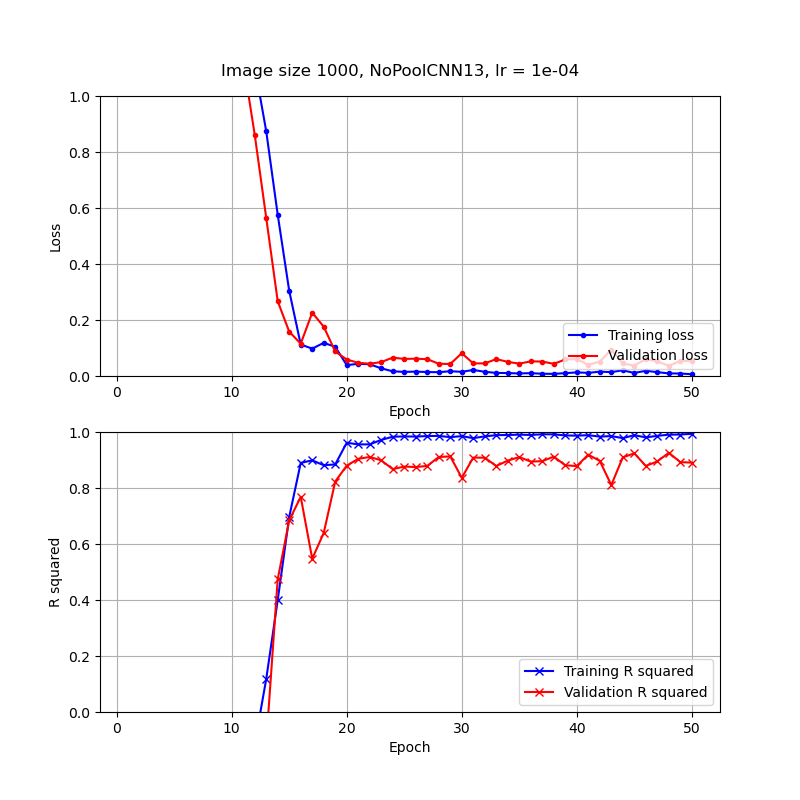 Image size 1000, NoPoolCNN13, lr = 1e-04
1.0
0.8
0.6
0.4
0.2
0.0
Loss
Training loss
Validation loss
0 10 20 30 40 50
Epoch
1.0
0.8
0.6
0.4
0.2
0.0
R squared
Training R squared
Validation R squared
0 10 20 30 40 50
Epoch